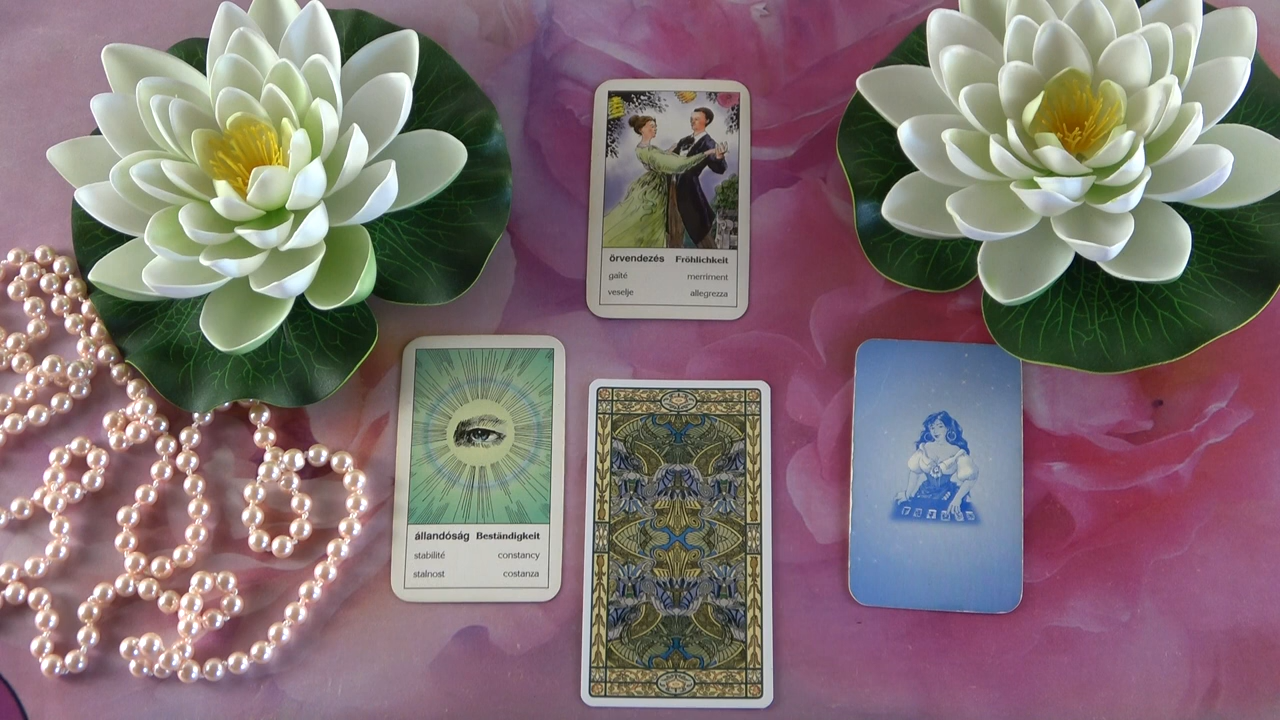 örvendezés Fröhlichkeit
gaîté merriment
veselje allegrezza
állandóság Beständigkeit
stabilité constancy
stalnost costanza